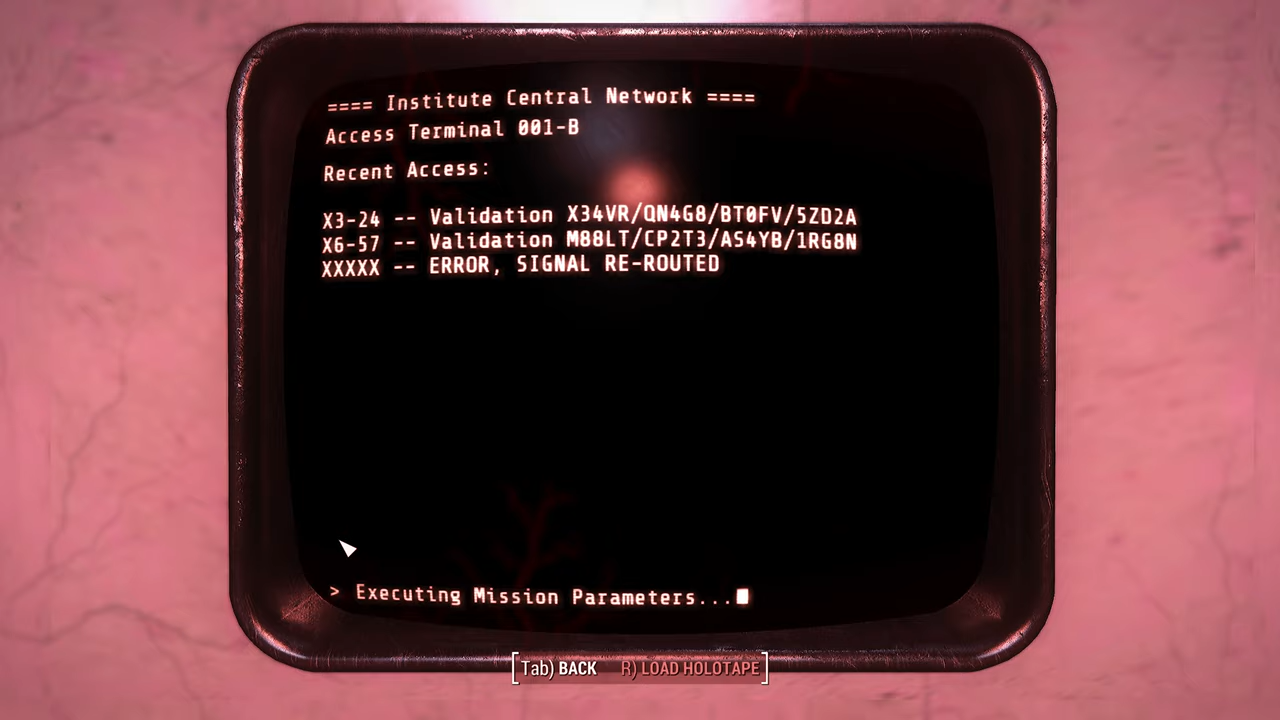 ==== Institute Central Network ====
Access Terminal 001-B
Recent Access:
X3-24 -- Validation X34VR/QN4G8/BT0FV/5ZD2A
X6-57 -- Validation M88LT/CP2T3/AS4YB/1RG8N
XXXXX -- ERROR, SIGNAL RE-ROUTED
> Executing Mission Parameters...
Tab) BACK R) LOAD HOLOTAPE